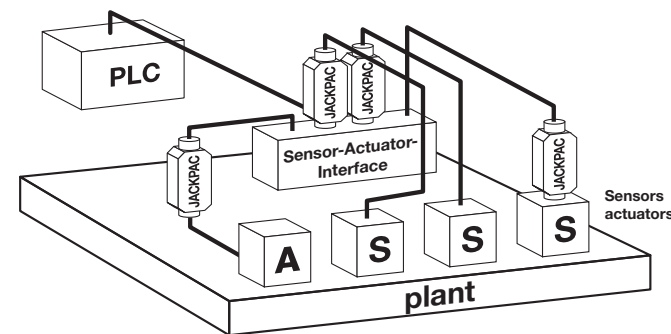 PLC
JACKPAC
JACKPAC
JACKPAC
JACKPAC
Sensor-Actuator-
Interface
Sensors
actuators
A
S
S
S
plant